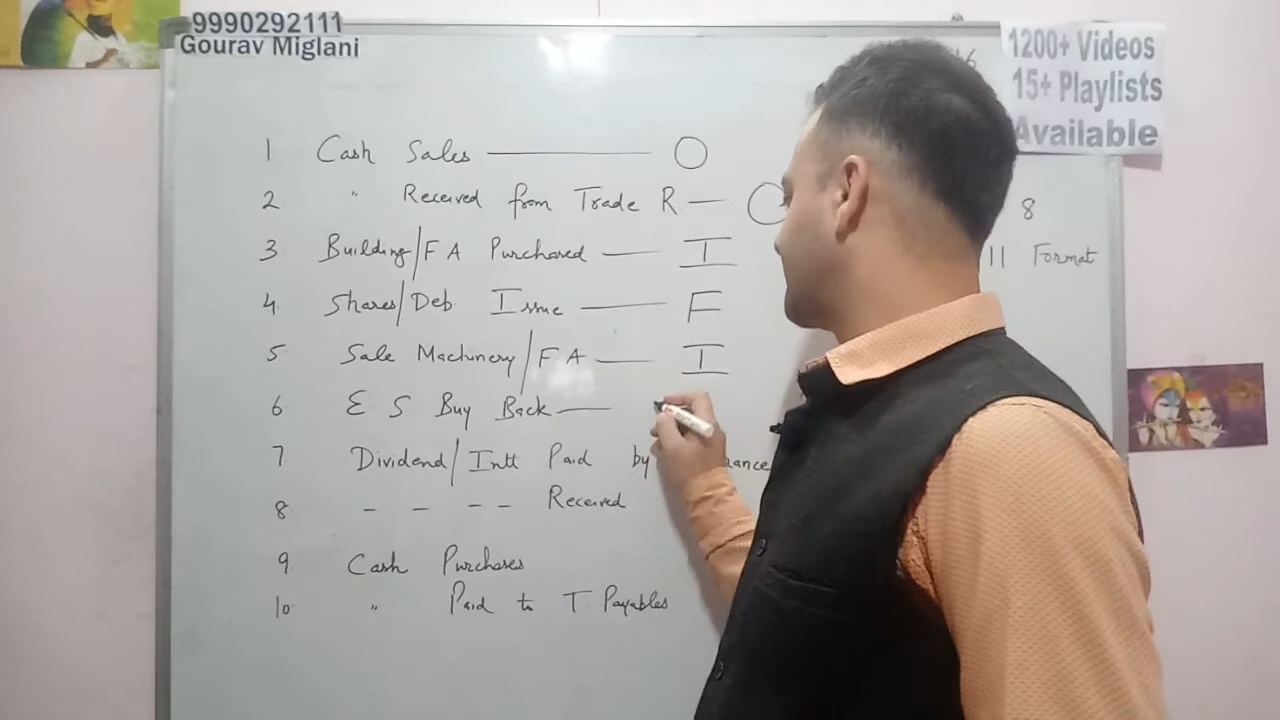 9990292111
Gourav Miglani
1200+ Videos
15+ Playlists
Available
16
1 Cash Sales — O
2 " Received from Trade R — O
8
3 Building/F A Purchased — I
11 Format
4 Shares/Deb Issue — F
5 Sale Machinery/F A — I
6 E S Buy Back —
7 Dividend/Intt Paid by
8 - - - - Received
9 Cash Purchases
10 " Paid to T Payables